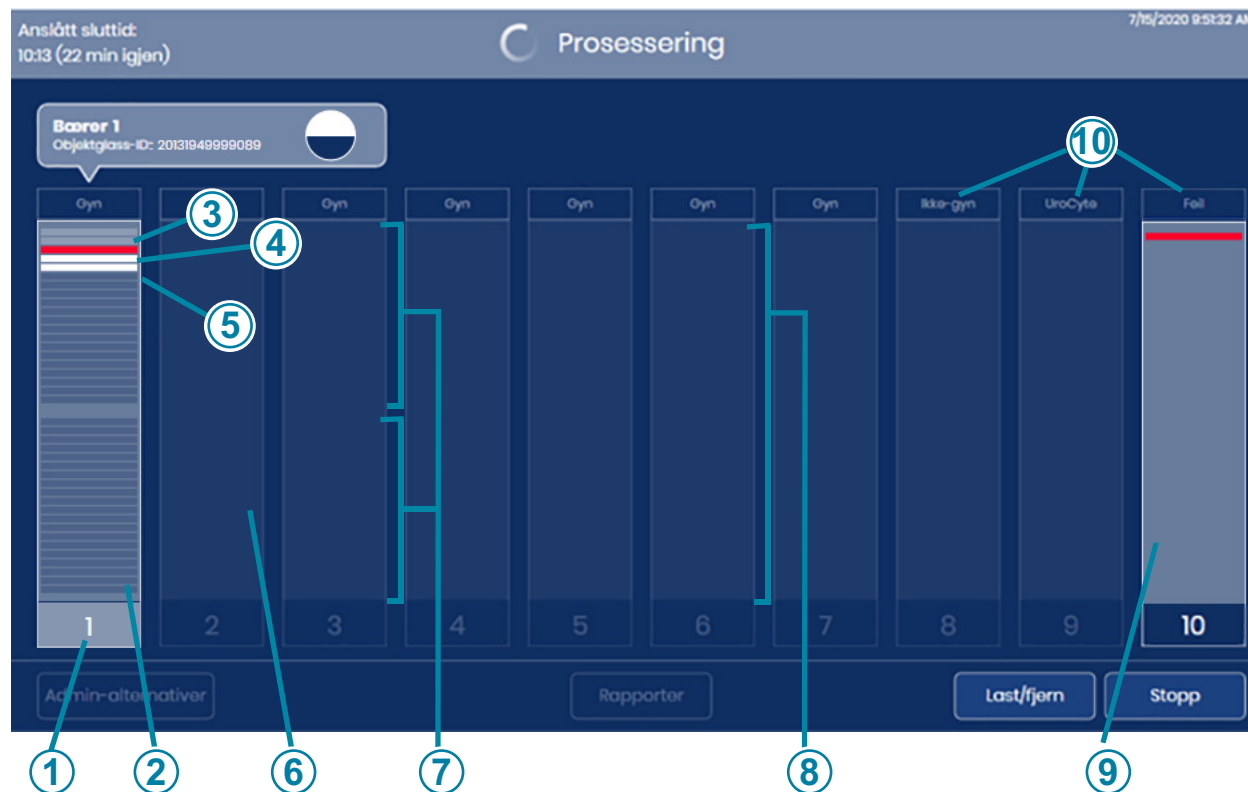 Anslått sluttid:
10:13 (22 min igjen)
Prosessering
7/15/2020 9:51:32 AM
Bærer 1
Objektglass-ID: 20131949999089
10
Gyn
Gyn
Gyn
Gyn
Gyn
Gyn
Ikke-gyn
UroCyte
Feil
3
4
5
1
2
3
4
5
6
7
8
9
10
Admin-alternativer
Rapporter
Last/fjern
Stopp
1
2
6
7
8
9